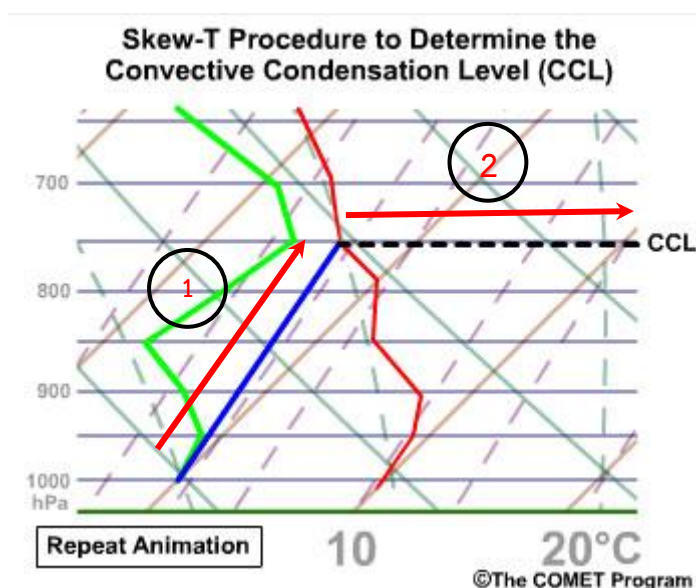 Skew-T Procedure to Determine the
Convective Condensation Level (CCL)
2
700
CCL
1
800
900
1000
hPa
Repeat Animation
10
20°C
©The COMET Program